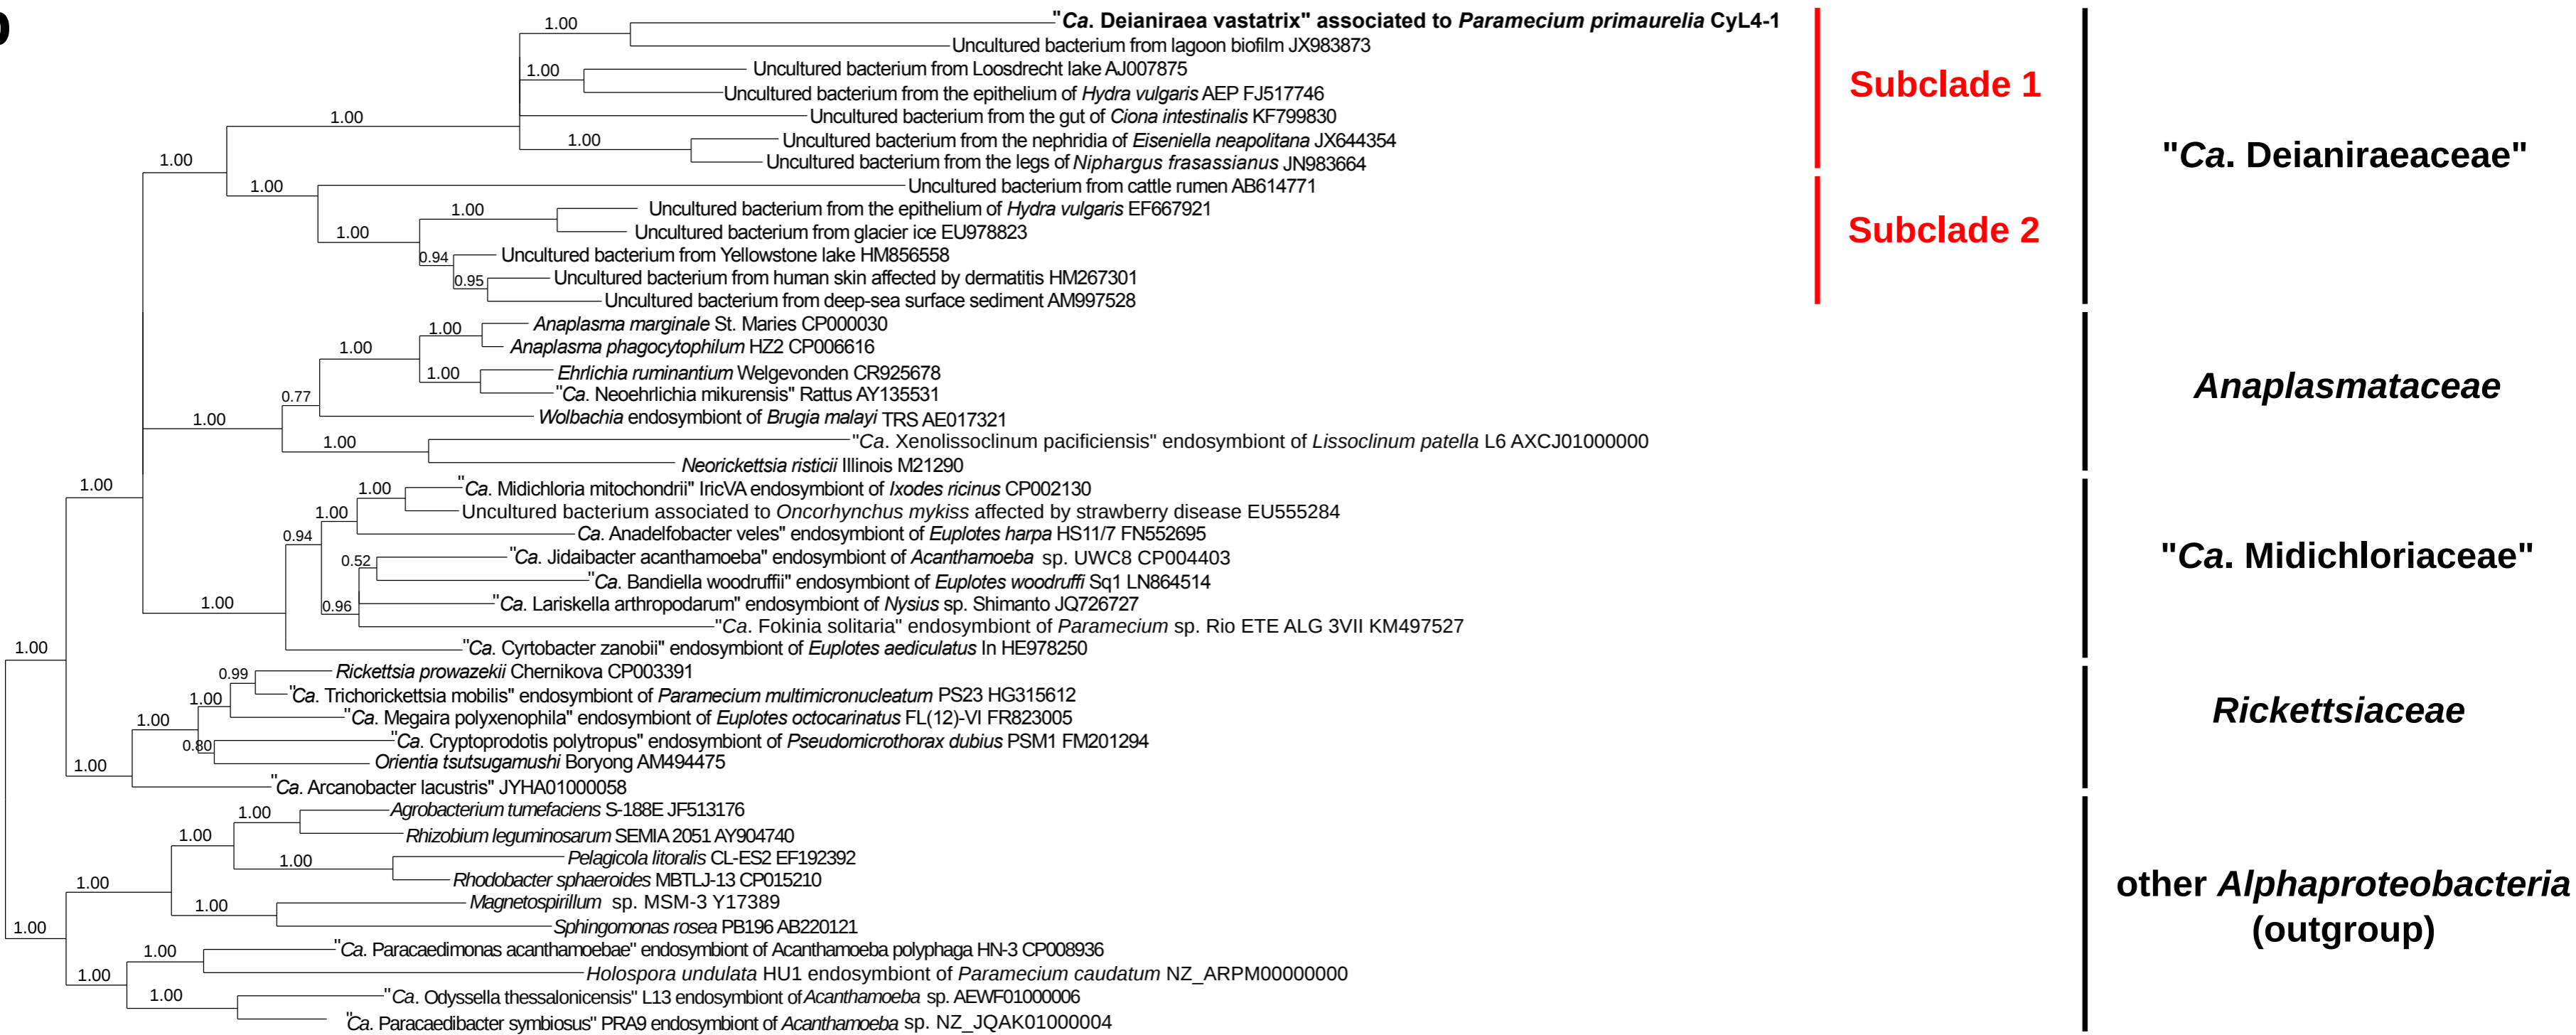 b
1.00
"Ca. Deianiraea vastatrix" associated to Paramecium primaurelia CyL4-1
Uncultured bacterium from lagoon biofilm JX983873
1.00
Uncultured bacterium from Loosdrecht lake AJ007875
Uncultured bacterium from the epithelium of Hydra vulgaris AEP FJ517746
Subclade 1
1.00
Uncultured bacterium from the gut of Ciona intestinalis KF799830
1.00
Uncultured bacterium from the nephridia of Eiseniella neapolitana JX644354
Uncultured bacterium from the legs of Niphargus frasassianus JN983664
"Ca. Deianiraeaceae"
1.00
1.00
Uncultured bacterium from cattle rumen AB614771
1.00
Uncultured bacterium from the epithelium of Hydra vulgaris EF667921
1.00
Uncultured bacterium from glacier ice EU978823
Subclade 2
0.94
Uncultured bacterium from Yellowstone lake HM856558
0.95
Uncultured bacterium from human skin affected by dermatitis HM267301
Uncultured bacterium from deep-sea surface sediment AM997528
1.00
Anaplasma marginale St. Maries CP000030
1.00
Anaplasma phagocytophilum HZ2 CP006616
1.00
Ehrlichia ruminantium Welgevonden CR925678
Anaplasmataceae
0.77
"Ca. Neoehrlichia mikurensis" Rattus AY135531
1.00
Wolbachia endosymbiont of Brugia malayi TRS AE017321
1.00
"Ca. Xenolissoclinum pacificiensis" endosymbiont of Lissoclinum patella L6 AXCJ01000000
Neorickettsia risticii Illinois M21290
1.00
1.00
"Ca. Midichloria mitochondrii" IricVA endosymbiont of Ixodes ricinus CP002130
1.00
Uncultured bacterium associated to Oncorhynchus mykiss affected by strawberry disease EU555284
0.94
Ca. Anadelfobacter veles" endosymbiont of Euplotes harpa HS11/7 FN552695
0.52
"Ca. Jidaibacter acanthamoeba" endosymbiont of Acanthamoeba sp. UWC8 CP004403
"Ca. Midichloriaceae"
"Ca. Bandiella woodruffii" endosymbiont of Euplotes woodruffi Sq1 LN864514
1.00
0.96
"Ca. Lariskella arthropodarum" endosymbiont of Nysius sp. Shimanto JQ726727
"Ca. Fokinia solitaria" endosymbiont of Paramecium sp. Rio ETE ALG 3VII KM497527
1.00
"Ca. Cyrtobacter zanobii" endosymbiont of Euplotes aediculatus In HE978250
0.99
Rickettsia prowazekii Chernikova CP003391
1.00
"Ca. Trichorickettsia mobilis" endosymbiont of Paramecium multimicronucleatum PS23 HG315612
1.00
"Ca. Megaira polyxenophila" endosymbiont of Euplotes octocarinatus FL(12)-VI FR823005
Rickettsiaceae
0.80
"Ca. Cryptoprodotis polytropus" endosymbiont of Pseudomicrothorax dubius PSM1 FM201294
1.00
Orientia tsutsugamushi Boryong AM494475
"Ca. Arcanobacter lacustris" JYHA01000058
1.00
Agrobacterium tumefaciens S-188E JF513176
1.00
Rhizobium leguminosarum SEMIA 2051 AY904740
1.00
Pelagicola litoralis CL-ES2 EF192392
1.00
Rhodobacter sphaeroides MBTLJ-13 CP015210
1.00
Magnetospirillum sp. MSM-3 Y17389
other Alphaproteobacteria
(outgroup)
1.00
Sphingomonas rosea PB196 AB220121
1.00
"Ca. Paracaedimonas acanthamoebae" endosymbiont of Acanthamoeba polyphaga HN-3 CP008936
1.00
Holospora undulata HU1 endosymbiont of Paramecium caudatum NZ_ARPM00000000
1.00
"Ca. Odyssella thessalonicensis" L13 endosymbiont of Acanthamoeba sp. AEWF01000006
"Ca. Paracaedibacter symbiosus" PRA9 endosymbiont of Acanthamoeba sp. NZ_JQAK01000004